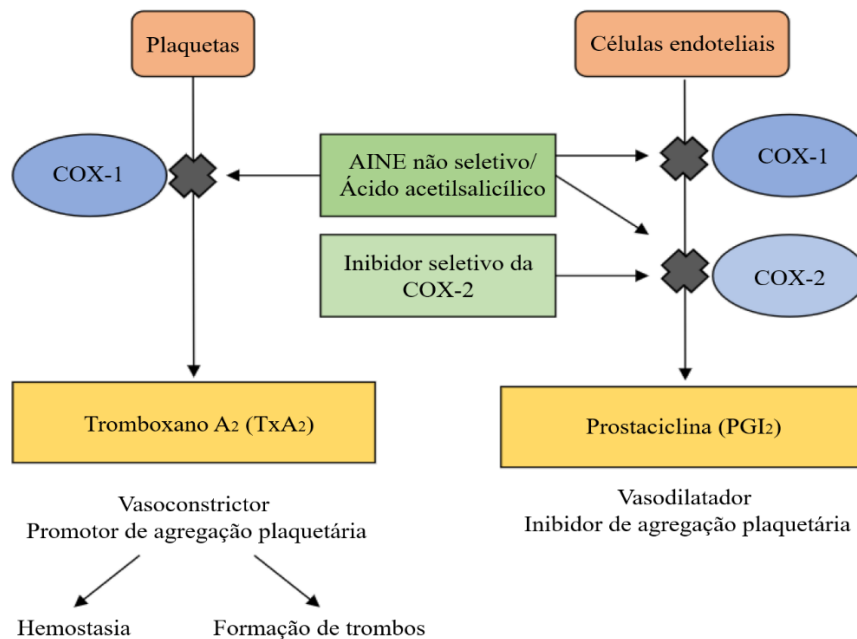 Plaquetas
Células endoteliais
COX-1
AINE não seletivo/
Ácido acetilsalicílico
COX-1
Inibidor seletivo da
COX-2
COX-2
Tromboxano A₂ (TxA₂)
Prostaciclina (PGI₂)
Vasoconstrictor
Promotor de agregação plaquetária
Vasodilatador
Inibidor de agregação plaquetária
Hemostasia
Formação de trombos